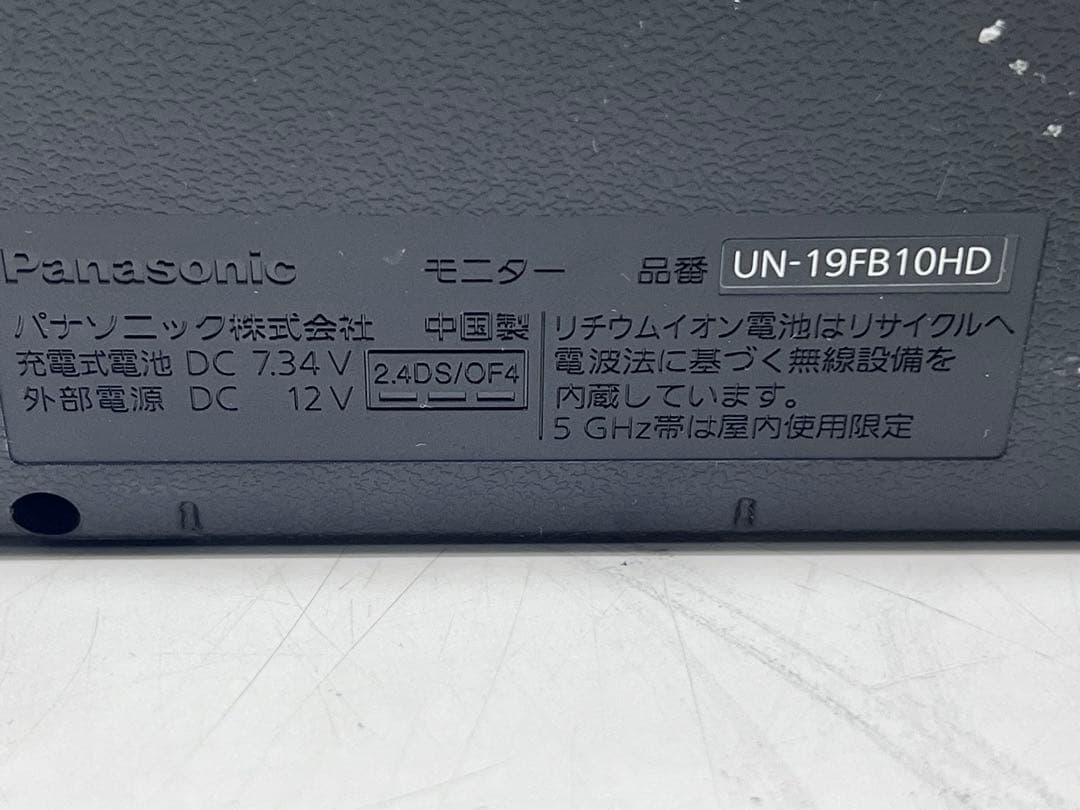 Panasonic モニター 品番 UN-19FB10HD
パナソニック株式会社 中国製
充電式電池 DC 7.34V
外部電源 DC 12V
2.4DS/OF4
リチウムイオン電池はリサイクルへ
電波法に基づく無線設備を
内蔵しています。
5 GHz帯は屋内使用限定